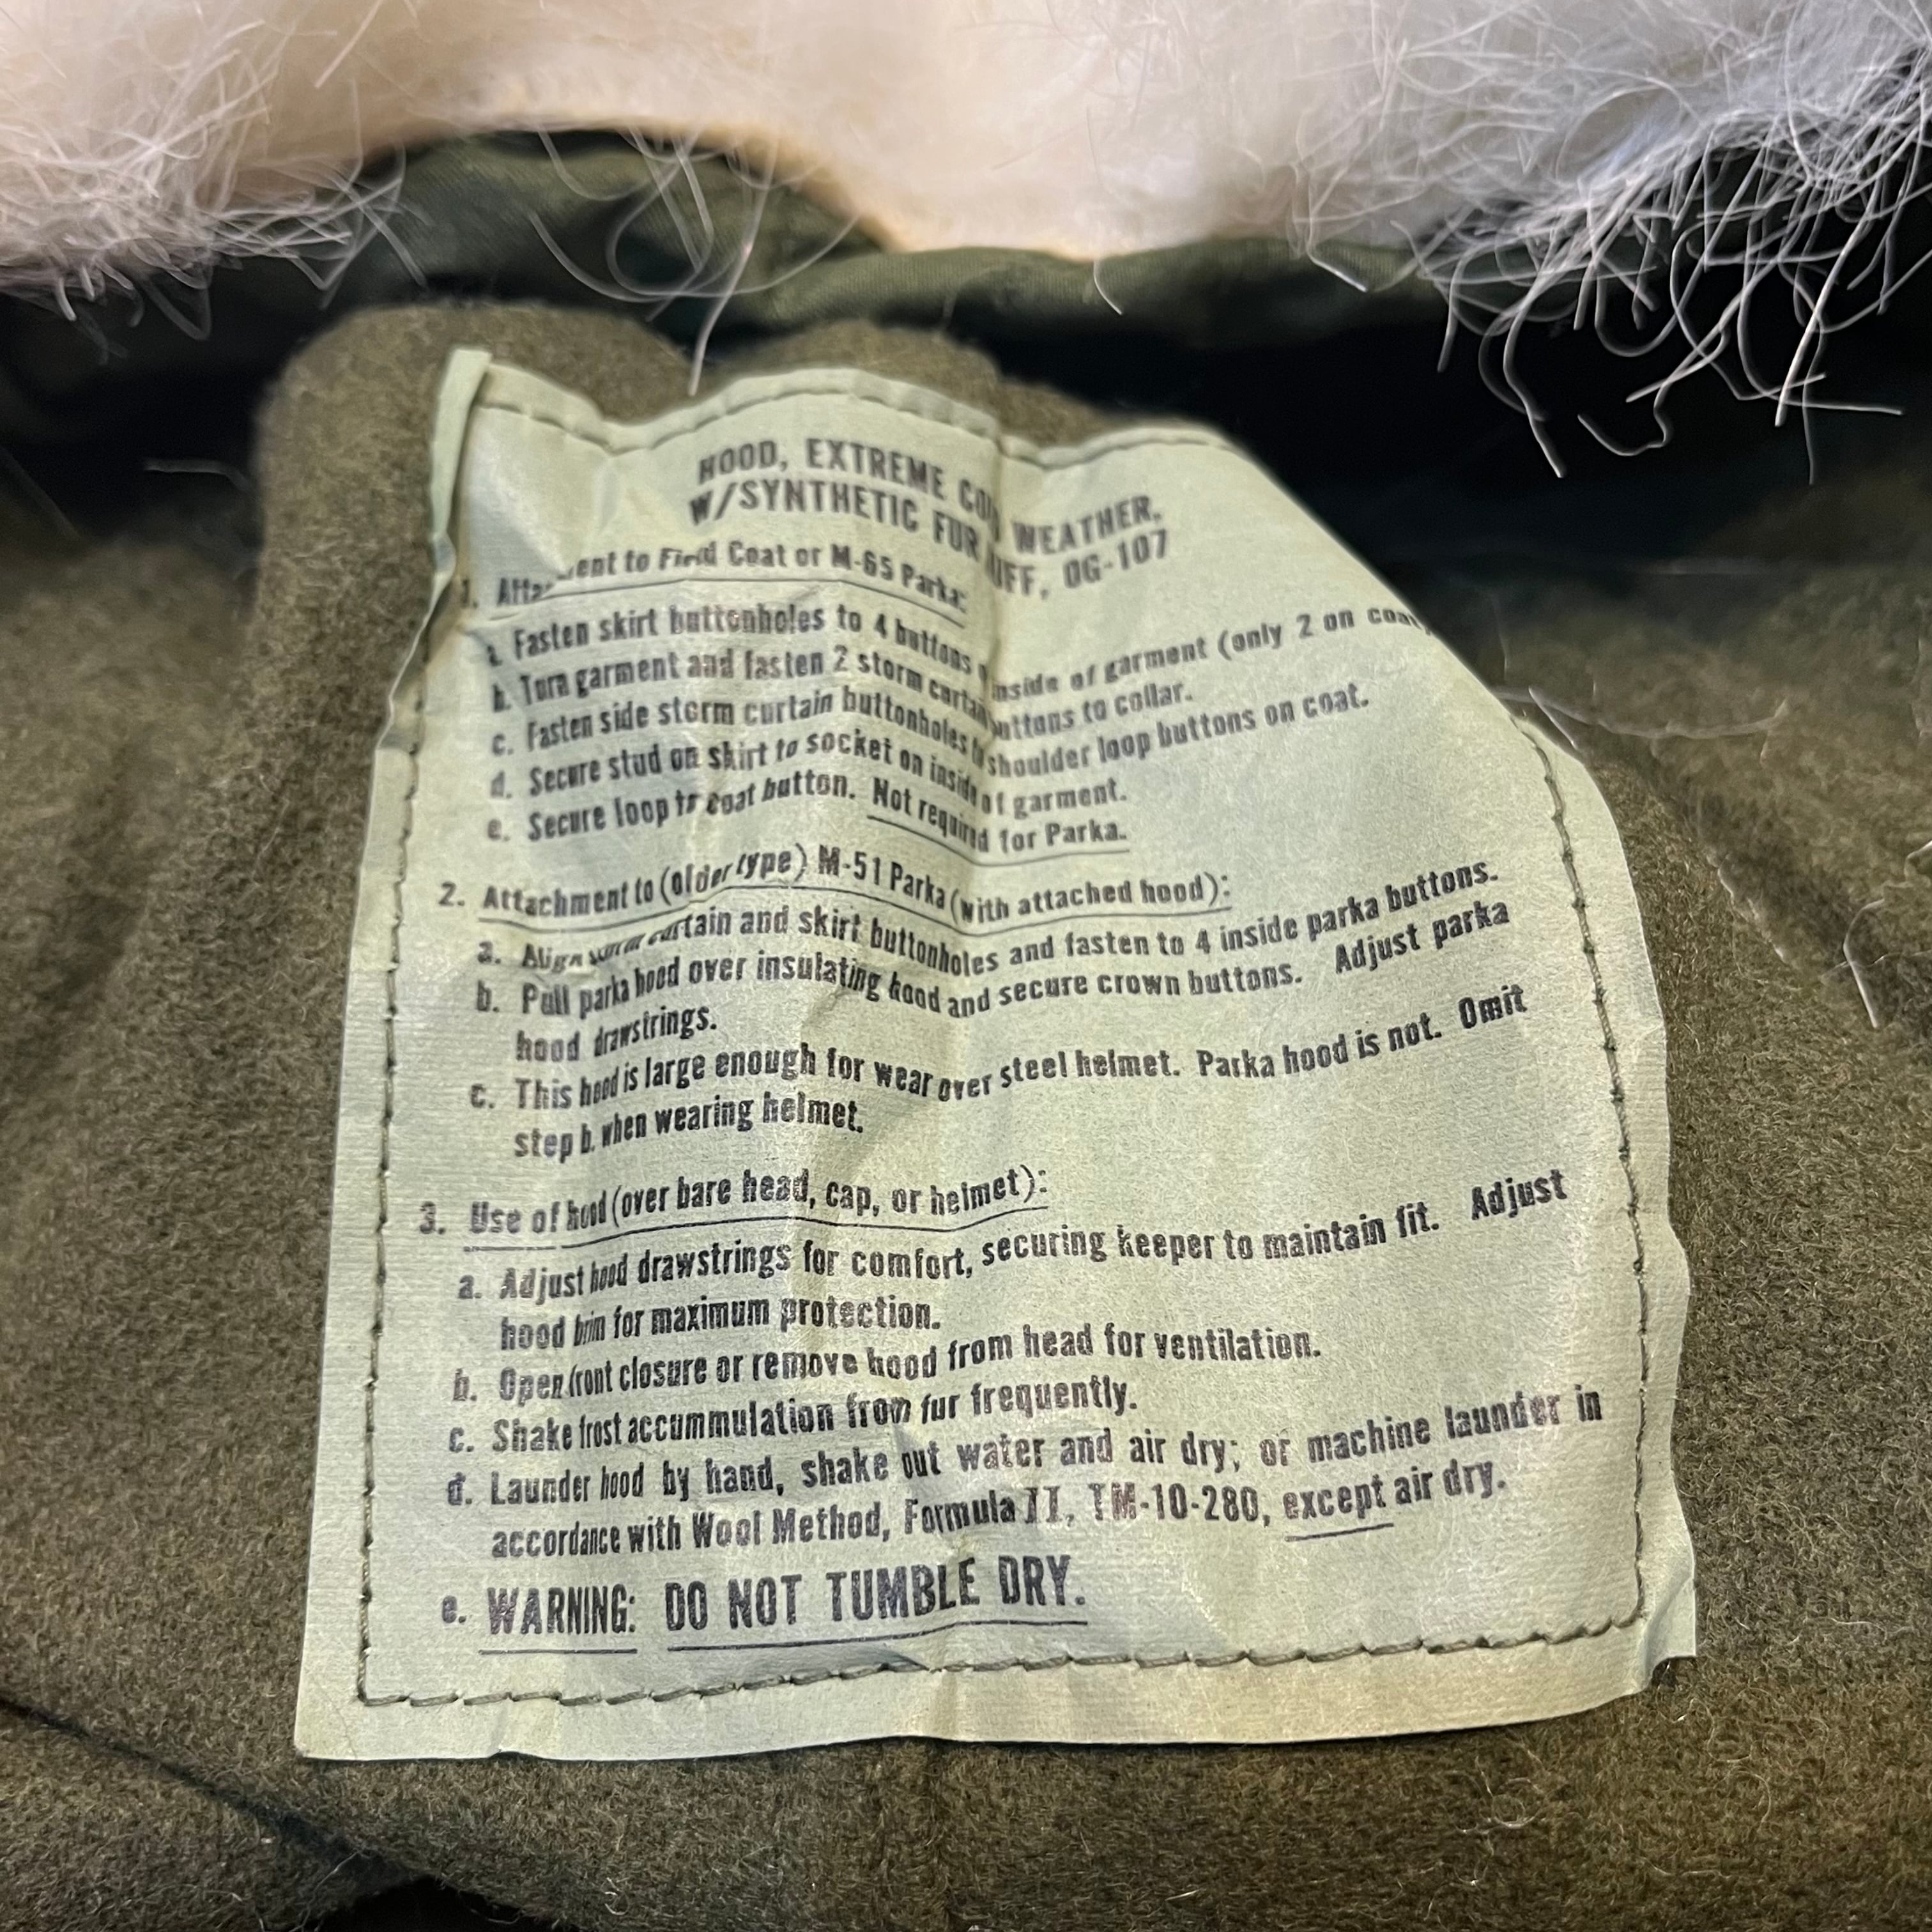 HOOD, EXTREME COLD WEATHER,
W/SYNTHETIC FUR RUFF, OG-107
1. Attachment to Field Coat or M-65 Parka:
a. Fasten skirt buttonholes to 4 buttons inside of garment (only 2 on coat).
b. Turn garment and fasten 2 storm curtain buttons to collar.
c. Fasten side storm curtain buttonholes to shoulder loop buttons on coat.
d. Secure stud on skirt to socket on inside of garment.
e. Secure loop to coat button. Not required for Parka.
2. Attachment to (older type) M-51 Parka (with attached hood):
a. Align storm curtain and skirt buttonholes and fasten to 4 inside parka buttons.
b. Pull parka hood over insulating hood and secure crown buttons. Adjust parka
hood drawstrings.
c. This hood is large enough for wear over steel helmet. Parka hood is not. Omit
step b. when wearing helmet.
3. Use of hood (over bare head, cap, or helmet):
a. Adjust hood drawstrings for comfort, securing keeper to maintain fit. Adjust
hood brim for maximum protection.
b. Open front closure or remove hood from head for ventilation.
c. Shake frost accummulation from fur frequently.
d. Launder hood by hand, shake out water and air dry; or machine launder in
accordance with Wool Method, Formula II, TM-10-280, except air dry.
e. WARNING: DO NOT TUMBLE DRY.